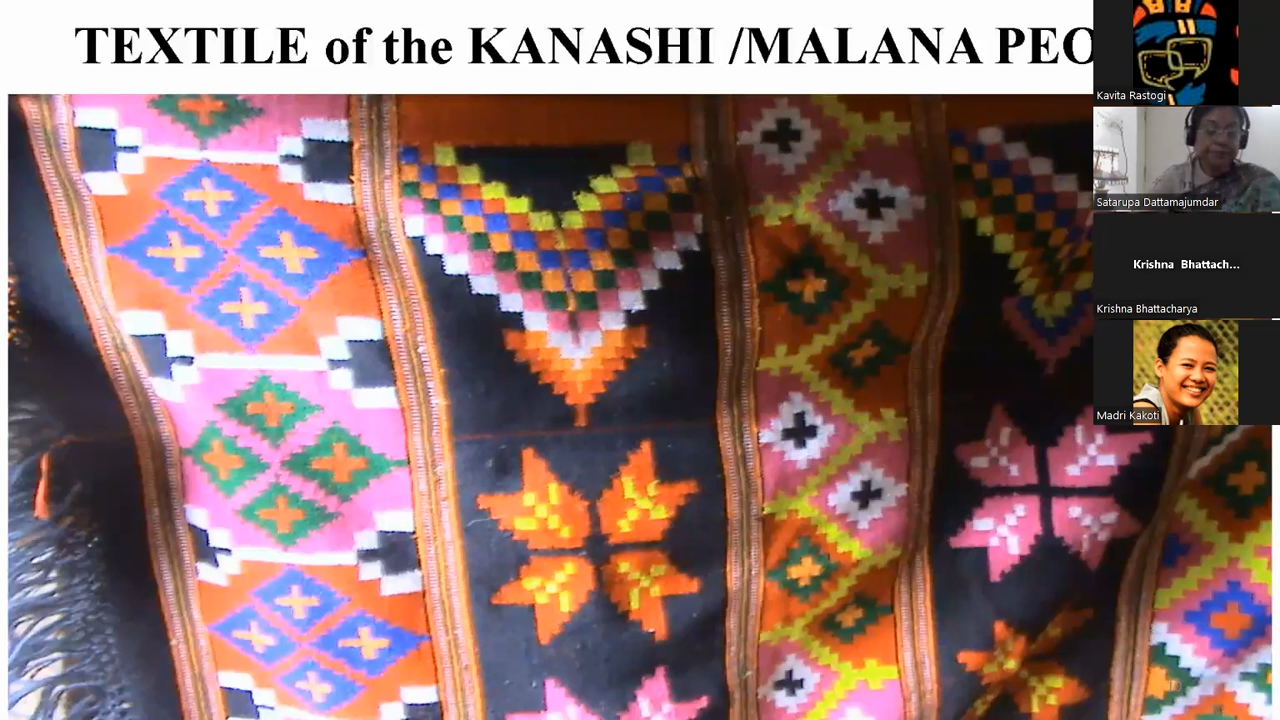 TEXTILE of the KANASHI /MALANA PEO
Kavita Rastogi
Satarupa Dattamajumdar
Krishna Bhattach...
Krishna Bhattacharya
Madri Kakoti